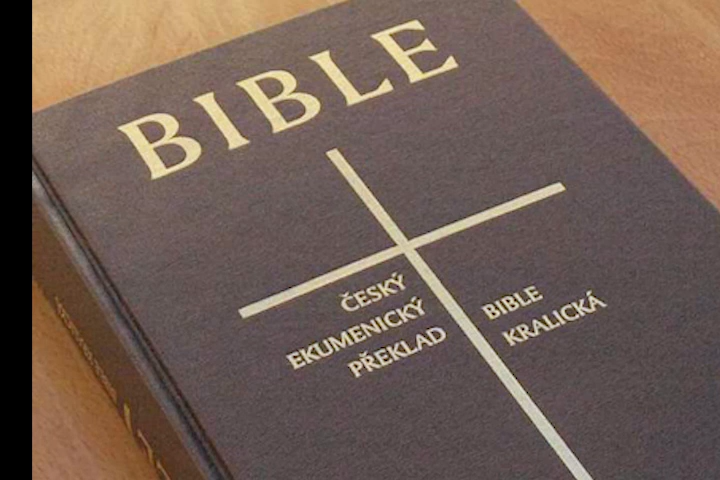 BIBLE
ČESKÝ
EKUMENICKÝ
PŘEKLAD
BIBLE
KRALICKÁ